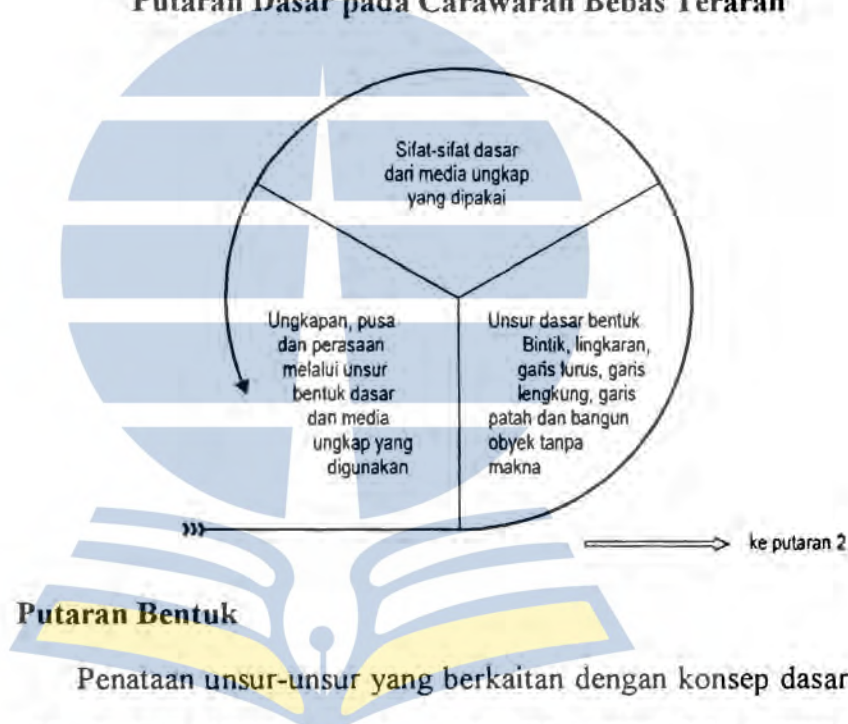 Putaran Dasar pada Carawaran Bebas Terarah
Sifat-sifat dasar
dari media ungkap
yang dipakai
Ungkapan, pusa
dan perasaan
melalui unsur
bentuk dasar
dan media
ungkap yang
digunakan
Unsur dasar bentuk
Bintik, lingkaran,
garis lurus, garis
lengkung, garis
patah dan bangun
obyek tanpa
makna
ke putaran 2
Putaran Bentuk
Penataan unsur-unsur yang berkaitan dengan konsep dasar